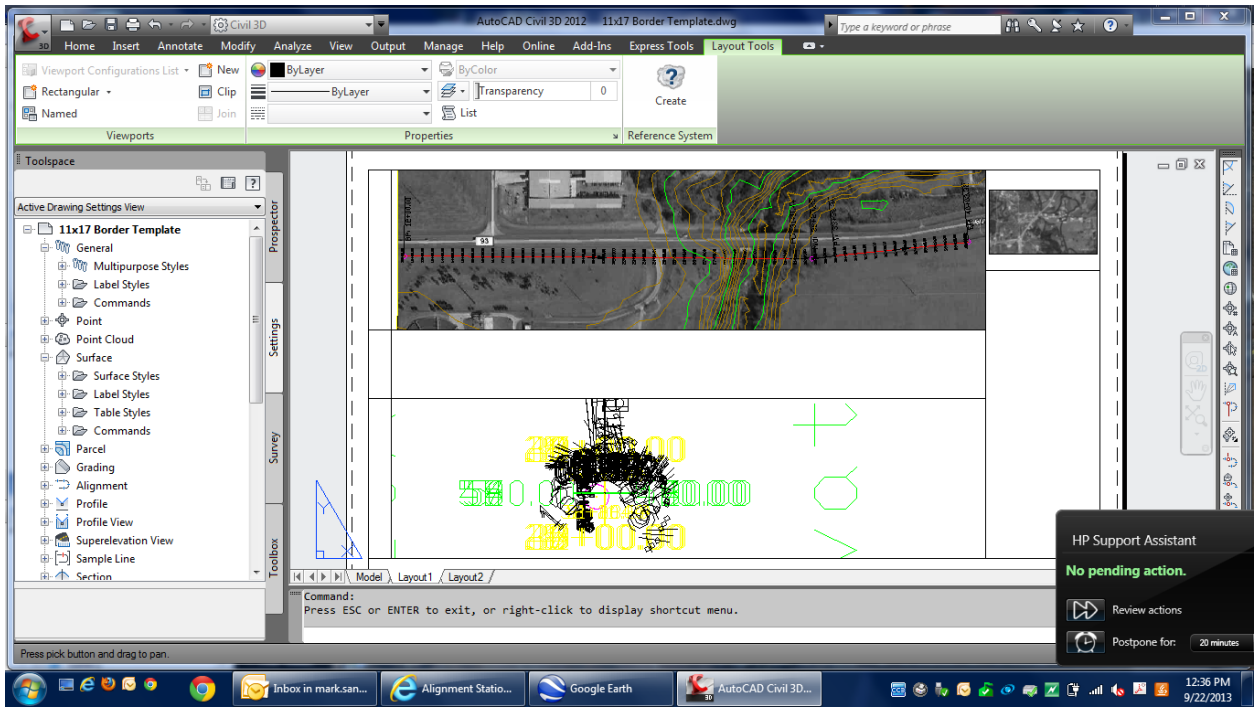 Civil 3D
AutoCAD Civil 3D 2012 11x17 Border Template.dwg
Type a keyword or phrase
3D
Home Insert Annotate Modify Analyze View Output Manage Help Online Add-Ins Express Tools Layout Tools
Viewport Configurations List New ByLayer ByColor
Rectangular Clip ByLayer Transparency 0
Named Join List
Create
Viewports Properties Reference System
Toolspace
Active Drawing Settings View
11x17 Border Template
General
Multipurpose Styles
Label Styles
Commands
Point
Point Cloud
Surface
Surface Styles
Label Styles
Table Styles
Commands
Parcel
Grading
Alignment
Profile
Profile View
Superelevation View
Sample Line
Section
Prospector
Settings
Survey
Toolbox
93
Model Layout1 Layout2
Command:
Press ESC or ENTER to exit, or right-click to display shortcut menu.
Press pick button and drag to pan.
HP Support Assistant
No pending action.
Review actions
Postpone for: 20 minutes
Inbox in mark.san...
Alignment Statio...
Google Earth
AutoCAD Civil 3D...
12:36 PM
9/22/2013